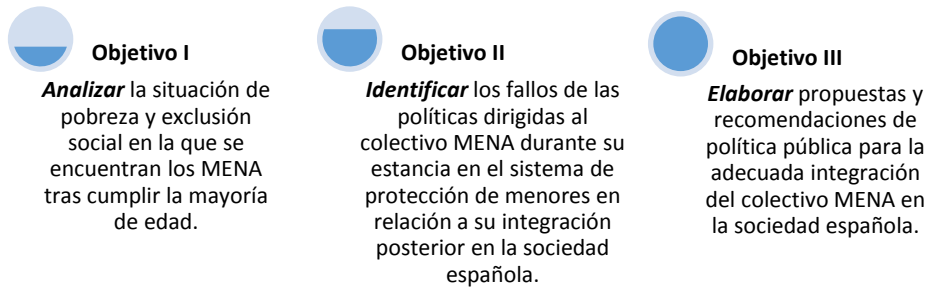 Objetivo I
Analizar la situación de
pobreza y exclusión
social en la que se
encuentran los MENA
tras cumplir la mayoría
de edad.
Objetivo II
Identificar los fallos de las
políticas dirigidas al
colectivo MENA durante su
estancia en el sistema de
protección de menores en
relación a su integración
posterior en la sociedad
española.
Objetivo III
Elaborar propuestas y
recomendaciones de
política pública para la
adecuada integración
del colectivo MENA en
la sociedad española.